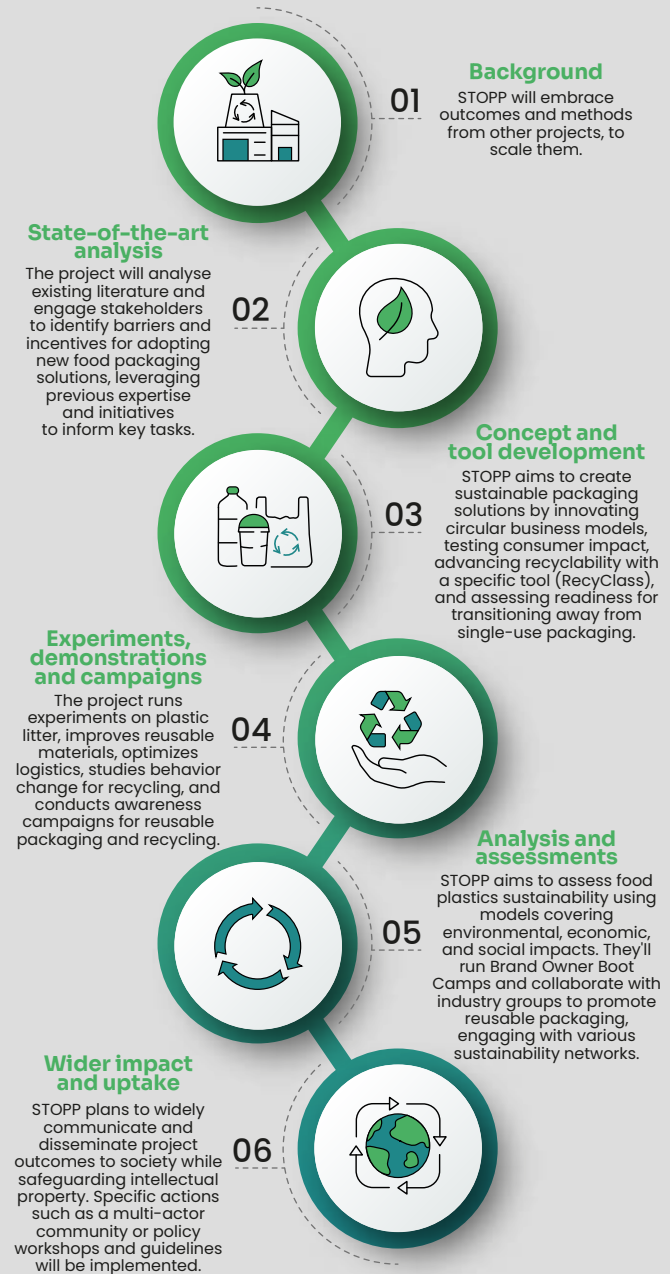 01
Background
STOPP will embrace
outcomes and methods
from other projects, to
scale them.
State-of-the-art
analysis
The project will analyse
existing literature and
engage stakeholders
to identify barriers and
incentives for adopting
new food packaging
solutions, leveraging
previous expertise
and initiatives
to inform key tasks.
02
Concept and
tool development
03
STOPP aims to create
sustainable packaging
solutions by innovating
circular business models,
testing consumer impact,
advancing recyclability with
a specific tool (RecyClass),
and assessing readiness for
transitioning away from
single-use packaging.
Experiments,
demonstrations
and campaigns
The project runs
experiments on plastic
litter, improves reusable
materials, optimizes
logistics, studies behavior
change for recycling, and
conducts awareness
campaigns for reusable
packaging and recycling.
04
Analysis and
assessments
05
STOPP aims to assess food
plastics sustainability using
models covering
environmental, economic,
and social impacts. They'll
run Brand Owner Boot
Camps and collaborate with
industry groups to promote
reusable packaging,
engaging with various
sustainability networks.
Wider impact
and uptake
STOPP plans to widely
communicate and
disseminate project
outcomes to society while
safeguarding intellectual
property. Specific actions
such as a multi-actor
community or policy
workshops and guidelines
will be implemented.
06